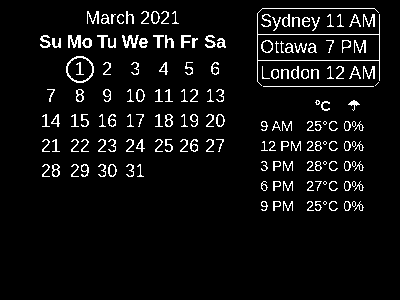 March 2021
Su Mo Tu We Th Fr Sa
1 2 3 4 5 6
7 8 9 10 11 12 13
14 15 16 17 18 19 20
21 22 23 24 25 26 27
28 29 30 31
Sydney 11 AM
Ottawa 7 PM
London 12 AM
°C ☂
9 AM 25°C 0%
12 PM 28°C 0%
3 PM 28°C 0%
6 PM 27°C 0%
9 PM 25°C 0%